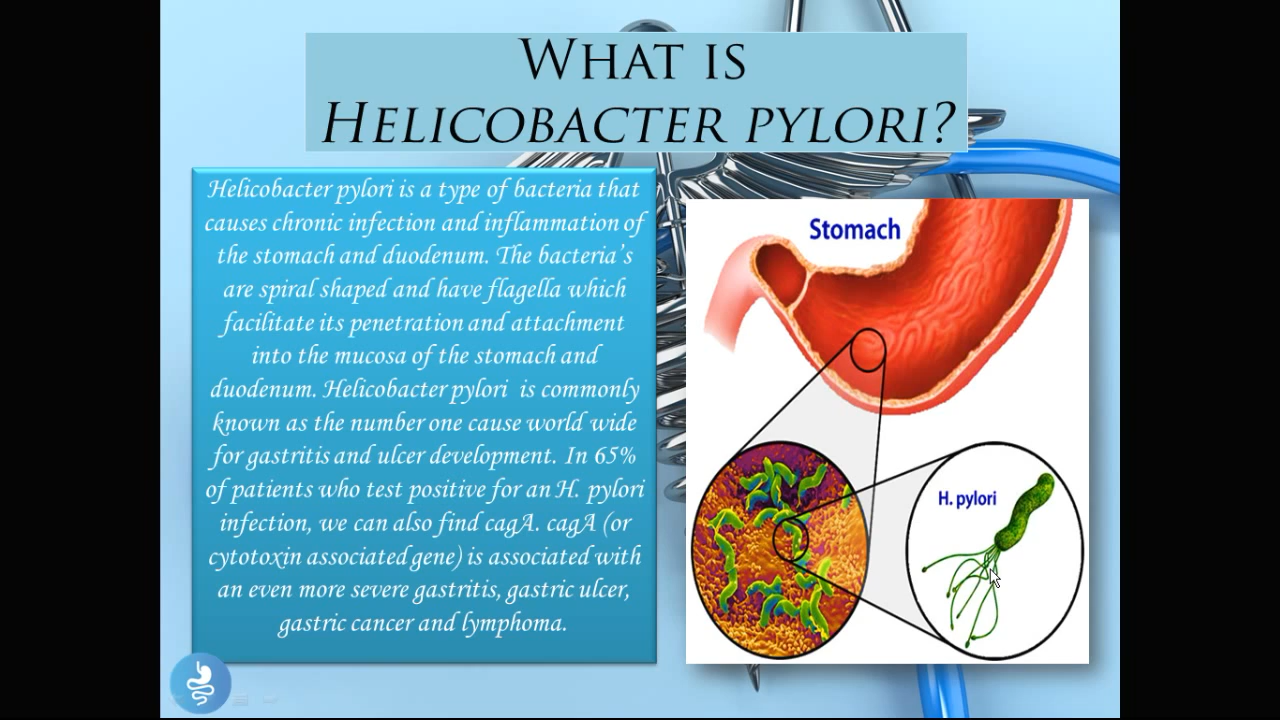 WHAT IS
HELICOBACTER PYLORI?
Helicobacter pylori is a type of bacteria that
causes chronic infection and inflammation of
the stomach and duodenum. The bacteria's
are spiral shaped and have flagella which
facilitate its penetration and attachment
into the mucosa of the stomach and
duodenum. Helicobacter pylori is commonly
known as the number one cause world wide
for gastritis and ulcer development. In 65%
of patients who test positive for an H. pylori
infection, we can also find cagA. cagA (or
cytotoxin associated gene) is associated with
an even more severe gastritis, gastric ulcer,
gastric cancer and lymphoma.
Stomach
H. pylori